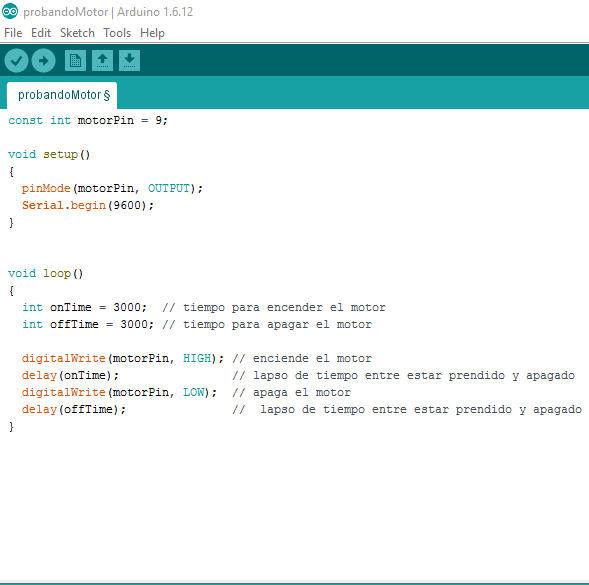 probandoMotor | Arduino 1.6.12
File Edit Sketch Tools Help
probandoMotor §
const int motorPin = 9;
void setup()
{
  pinMode(motorPin, OUTPUT);
  Serial.begin(9600);
}
void loop()
{
  int onTime = 3000;  // tiempo para encender el motor
  int offTime = 3000; // tiempo para apagar el motor
  digitalWrite(motorPin, HIGH); // enciende el motor
  delay(onTime);                // lapso de tiempo entre estar prendido y apagado
  digitalWrite(motorPin, LOW);  // apaga el motor
  delay(offTime);               //  lapso de tiempo entre estar prendido y apagado
}